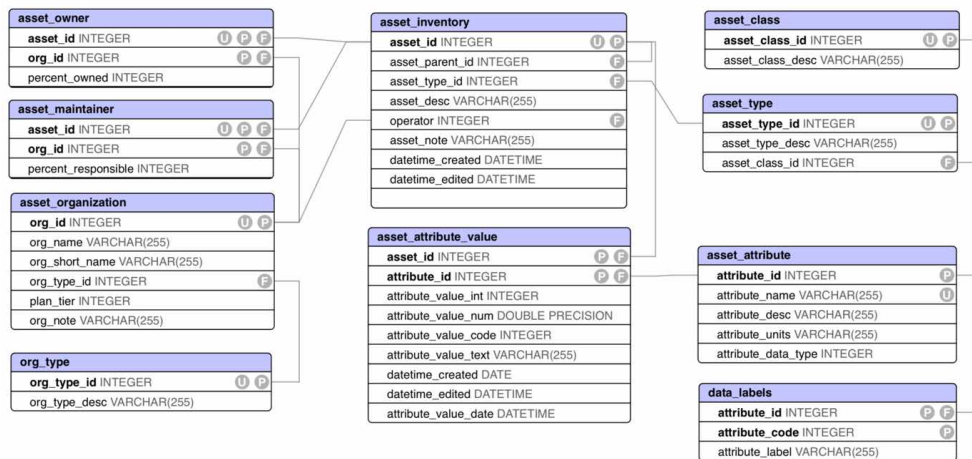 asset_owner
asset_id INTEGER U P F
org_id INTEGER P F
percent_owned INTEGER
asset_maintainer
asset_id INTEGER U P F
org_id INTEGER P F
percent_responsible INTEGER
asset_organization
org_id INTEGER U P
org_name VARCHAR(255)
org_short_name VARCHAR(255)
org_type_id INTEGER F
plan_tier INTEGER
org_note VARCHAR(255)
org_type
org_type_id INTEGER U P
org_type_desc VARCHAR(255)
asset_inventory
asset_id INTEGER U P
asset_parent_id INTEGER F
asset_type_id INTEGER F
asset_desc VARCHAR(255)
operator INTEGER F
asset_note VARCHAR(255)
datetime_created DATETIME
datetime_edited DATETIME
asset_attribute_value
asset_id INTEGER P F
attribute_id INTEGER P F
attribute_value_int INTEGER
attribute_value_num DOUBLE PRECISION
attribute_value_code INTEGER
attribute_value_text VARCHAR(255)
datetime_created DATE
datetime_edited DATETIME
attribute_value_date DATETIME
asset_class
asset_class_id INTEGER U P
asset_class_desc VARCHAR(255)
asset_type
asset_type_id INTEGER U P
asset_type_desc VARCHAR(255)
asset_class_id INTEGER F
asset_attribute
attribute_id INTEGER P
attribute_name VARCHAR(255) U
attribute_desc VARCHAR(255)
attribute_units VARCHAR(255)
attribute_data_type INTEGER
data_labels
attribute_id INTEGER P F
attribute_code INTEGER P
attribute_label VARCHAR(255)